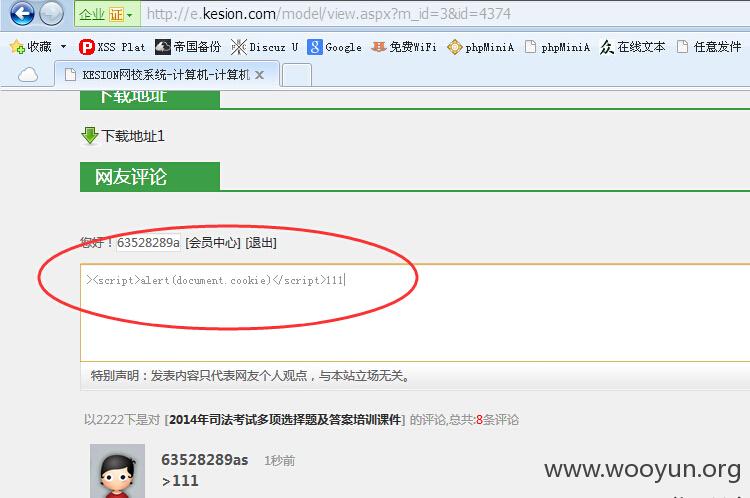 企业 证 http://e.kesion.com/model/view.aspx?m_id=3&id=4374
收藏 XSS Plat 帝国备份 Discuz U Google 免费WiFi phpMiniA phpMiniA 在线文本 任意发件
KESION网校系统-计算机-计算机
下载地址
下载地址1
网友评论
您好！63528289a [会员中心] [退出]
><script>alert(document.cookie)</script>111
特别声明：发表内容只代表网友个人观点，与本站立场无关。
以2222下是对 [2014年司法考试多项选择题及答案培训课件] 的评论,总共:8条评论
63528289as 1秒前
>111
www.wooyun.org